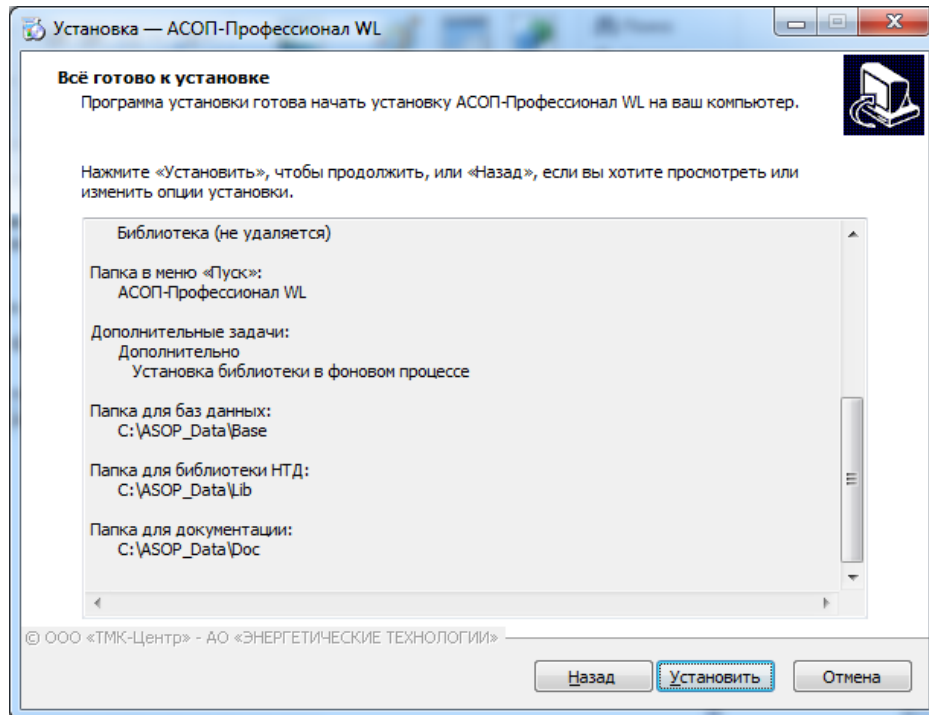 Установка — АСОП-Профессионал WL
Всё готово к установке
Программа установки готова начать установку АСОП-Профессионал WL на ваш компьютер.
Нажмите «Установить», чтобы продолжить, или «Назад», если вы хотите просмотреть или
изменить опции установки.
Библиотека (не удаляется)
Папка в меню «Пуск»:
АСОП-Профессионал WL
Дополнительные задачи:
Дополнительно
Установка библиотеки в фоновом процессе
Папка для баз данных:
C:\ASOP_Data\Base
Папка для библиотеки НТД:
C:\ASOP_Data\Lib
Папка для документации:
C:\ASOP_Data\Doc
© ООО «ТМК-Центр» - АО «ЭНЕРГЕТИЧЕСКИЕ ТЕХНОЛОГИИ»
Назад
Установить
Отмена